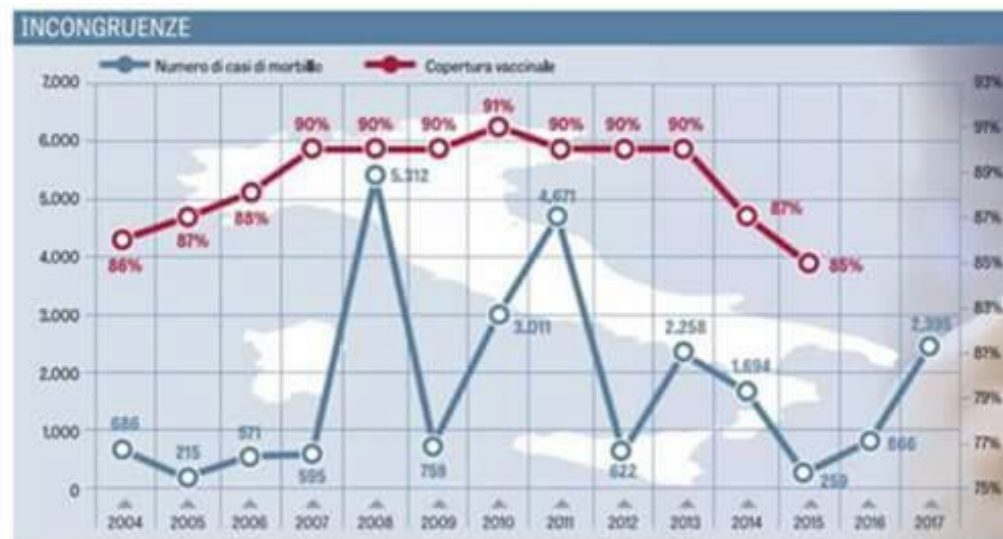 INCONGRUENZE
Numero di casi di morbillo Copertura vaccinale
7.000 93%
91%
90% 90% 90% 90% 90% 90%
6.000 91%
5.312 89%
88%
5.000 4,671 87%
87% 87%
86% 4.000 85% 85%
3.000 3.011 83%
2.258 2.395 81%
2.000 1.694 79%
686 1.000 77%
215 571 595 759 622 259 866
0 75%
2004 2005 2006 2007 2008 2009 2010 2011 2012 2013 2014 2015 2016 2017